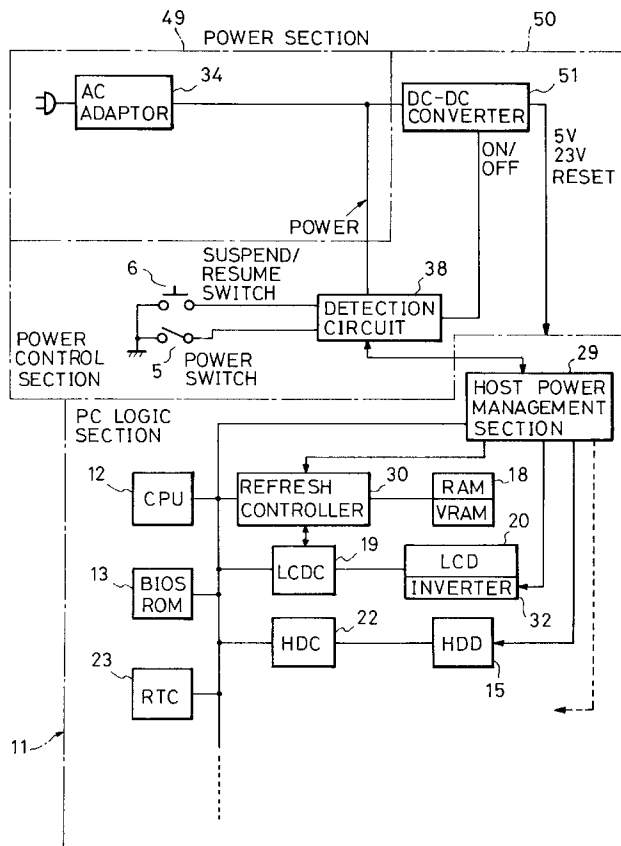 49
POWER SECTION
50
34
AC
ADAPTOR
51
DC-DC
CONVERTER
ON/
OFF
5V
23V
RESET
POWER
6
SUSPEND/
RESUME
SWITCH
38
DETECTION
CIRCUIT
POWER
CONTROL
SECTION
5
POWER
SWITCH
29
HOST POWER
MANAGEMENT
SECTION
PC LOGIC
SECTION
12
CPU
30
REFRESH
CONTROLLER
18
RAM
VRAM
13
BIOS
ROM
19
LCDC
20
LCD
INVERTER
32
23
RTC
22
HDC
HDD
15
11